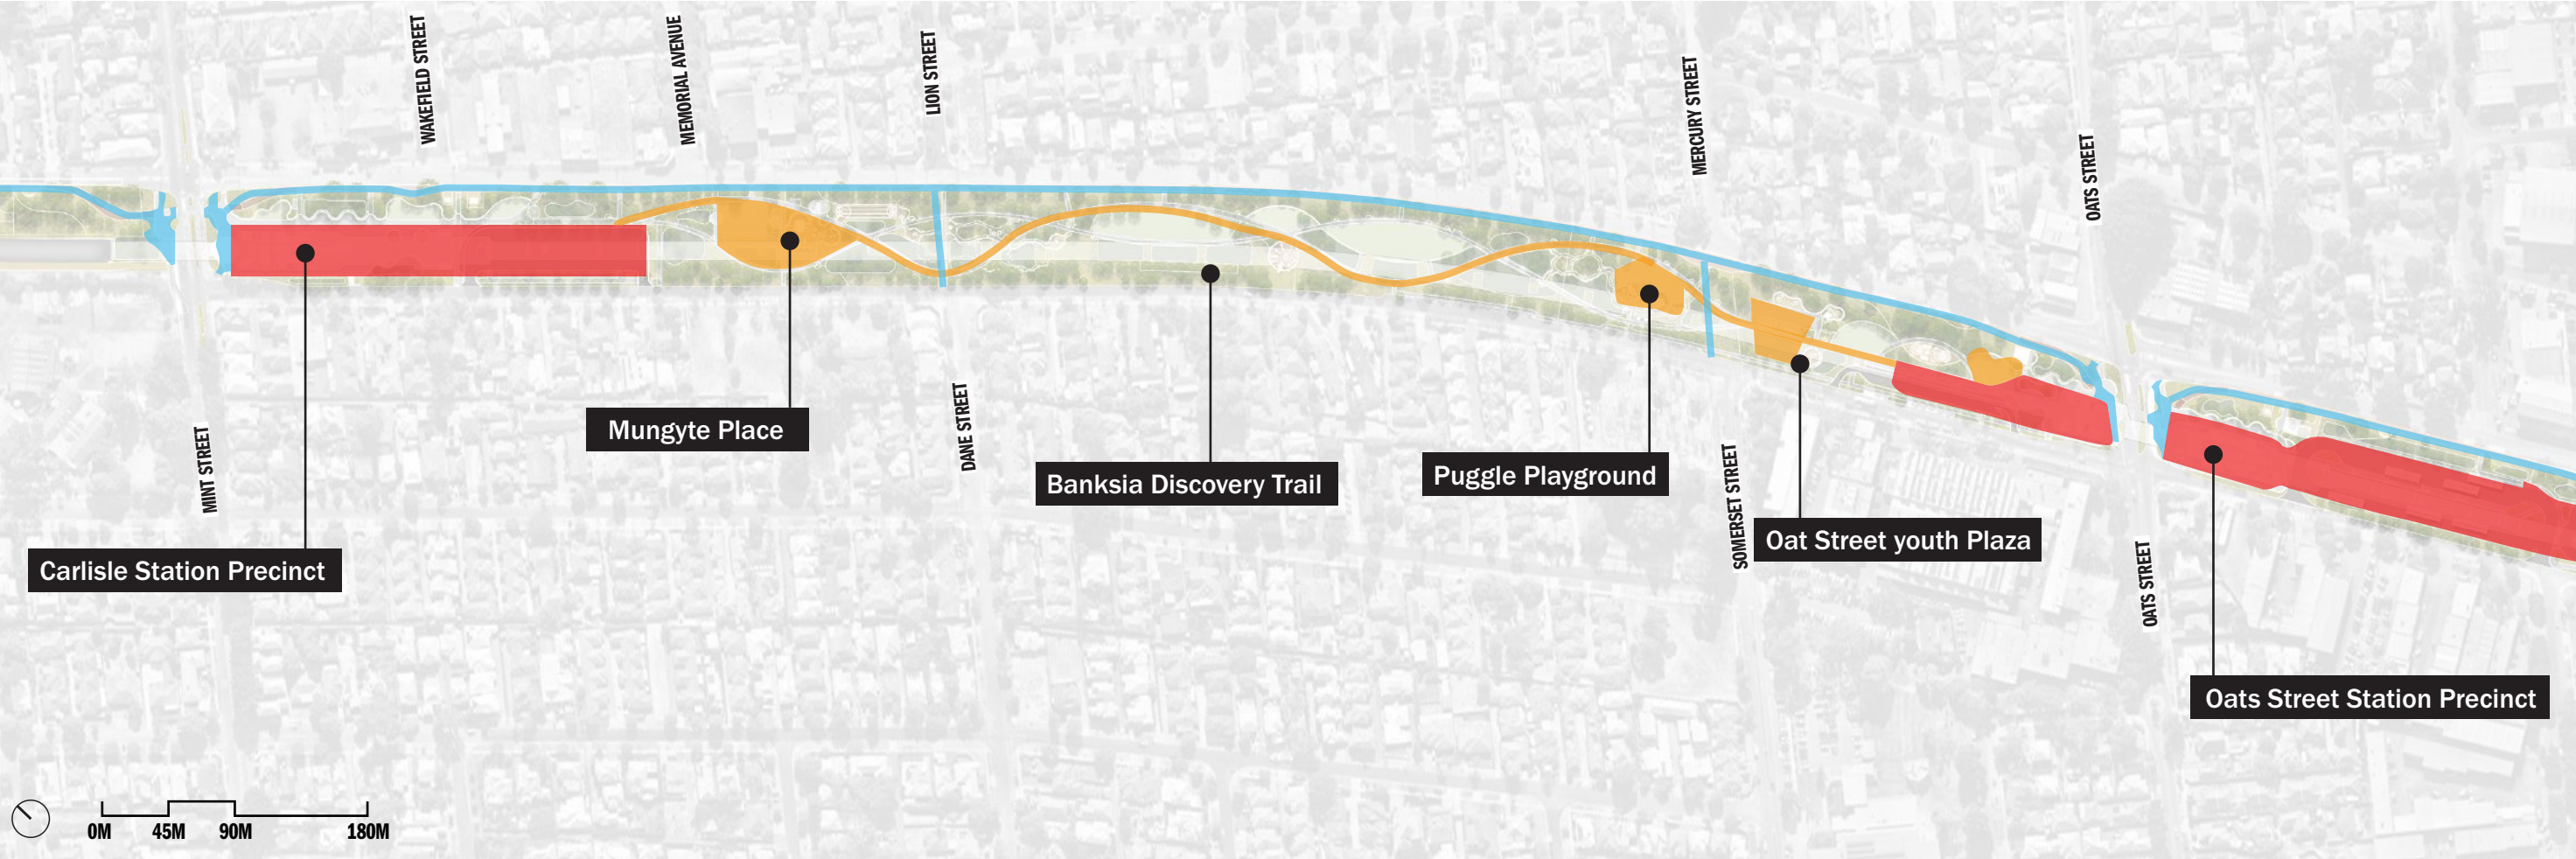 WAKEFIELD STREET
MEMORIAL AVENUE
LION STREET
MERCURY STREET
OATS STREET
MINT STREET
DANE STREET
SOMERSET STREET
OATS STREET
Mungyte Place
Banksia Discovery Trail
Puggle Playground
Oat Street youth Plaza
Carlisle Station Precinct
Oats Street Station Precinct
0M 45M 90M 180M